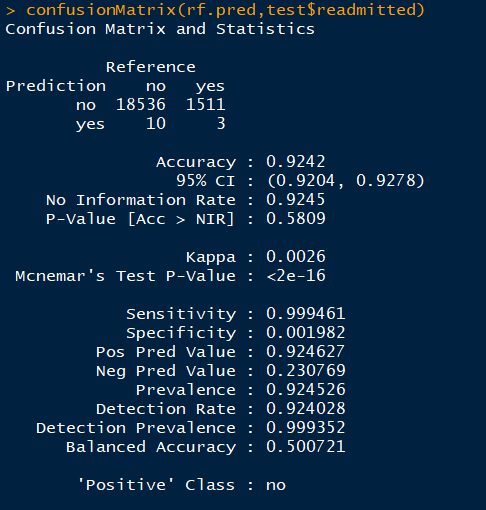 > confusionMatrix(rf.pred,test$readmitted)
Confusion Matrix and Statistics
Reference
Prediction no yes
no 18536 1511
yes 10 3
Accuracy : 0.9242
95% CI : (0.9204, 0.9278)
No Information Rate : 0.9245
P-Value [Acc > NIR] : 0.5809
Kappa : 0.0026
Mcnemar's Test P-Value : <2e-16
Sensitivity : 0.999461
Specificity : 0.001982
Pos Pred Value : 0.924627
Neg Pred Value : 0.230769
Prevalence : 0.924526
Detection Rate : 0.924028
Detection Prevalence : 0.999352
Balanced Accuracy : 0.500721
'Positive' Class : no